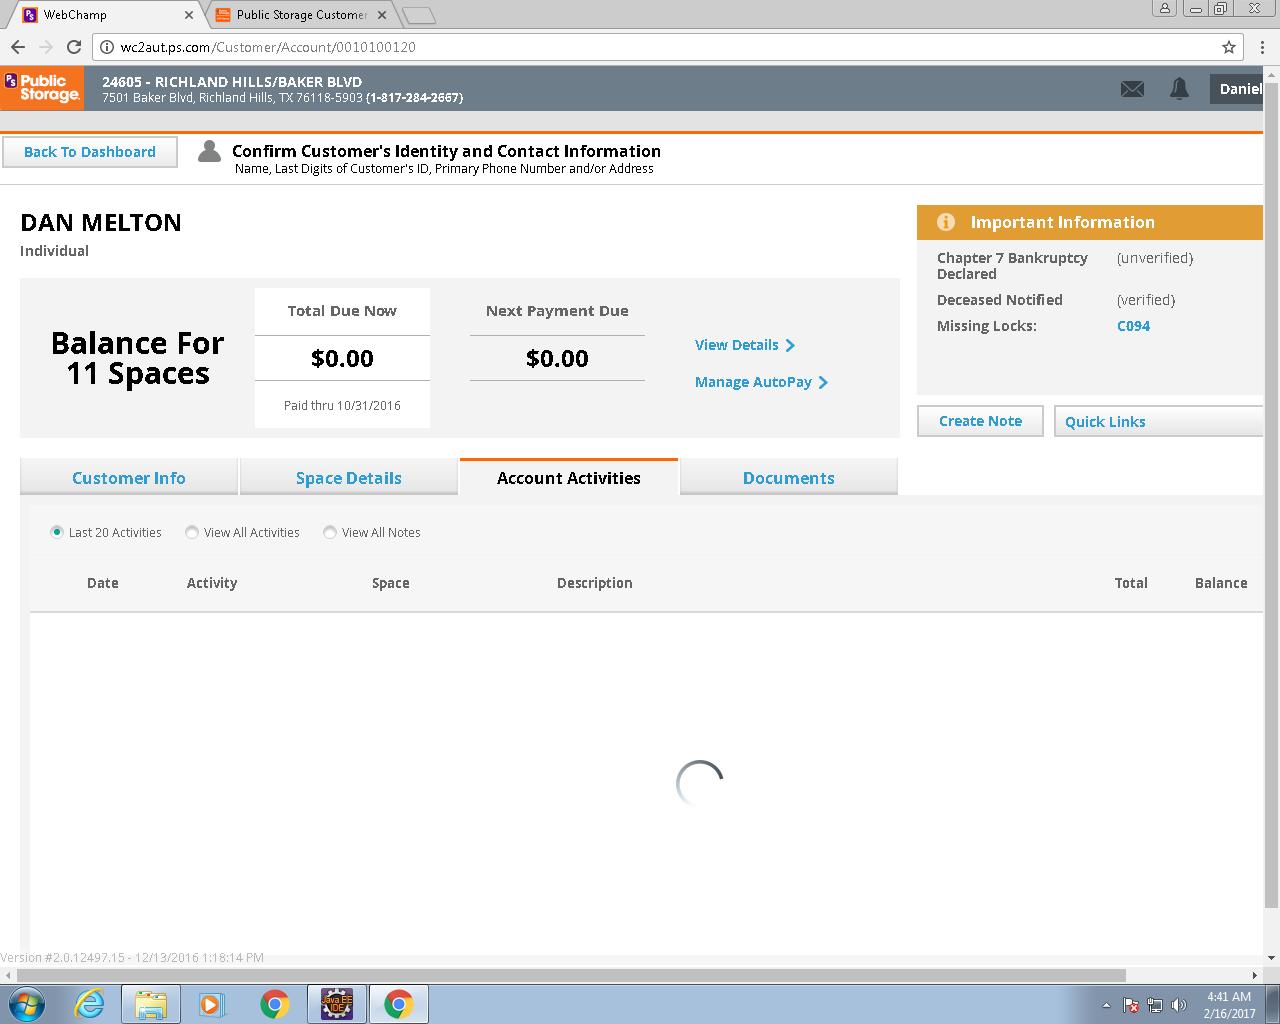 WebChamp
Public Storage Customer
wc2aut.ps.com/Customer/Account/0010100120
PS
Public
Storage.
24605 - RICHLAND HILLS/BAKER BLVD
7501 Baker Blvd, Richland Hills, TX 76118-5903 (1-817-284-2667)
Daniel
Back To Dashboard
Confirm Customer's Identity and Contact Information
Name, Last Digits of Customer's ID, Primary Phone Number and/or Address
DAN MELTON
Individual
Balance For
11 Spaces
Total Due Now
$0.00
Paid thru 10/31/2016
Next Payment Due
$0.00
View Details
Manage AutoPay
Important Information
Chapter 7 Bankruptcy (unverified)
Declared
Deceased Notified (verified)
Missing Locks: C094
Create Note
Quick Links
Customer Info
Space Details
Account Activities
Documents
Last 20 Activities
View All Activities
View All Notes
Date Activity Space Description Total Balance
Version #2.0.12497.15 - 12/13/2016 1:18:14 PM
Java EE
IDE
4:41 AM
2/16/2017